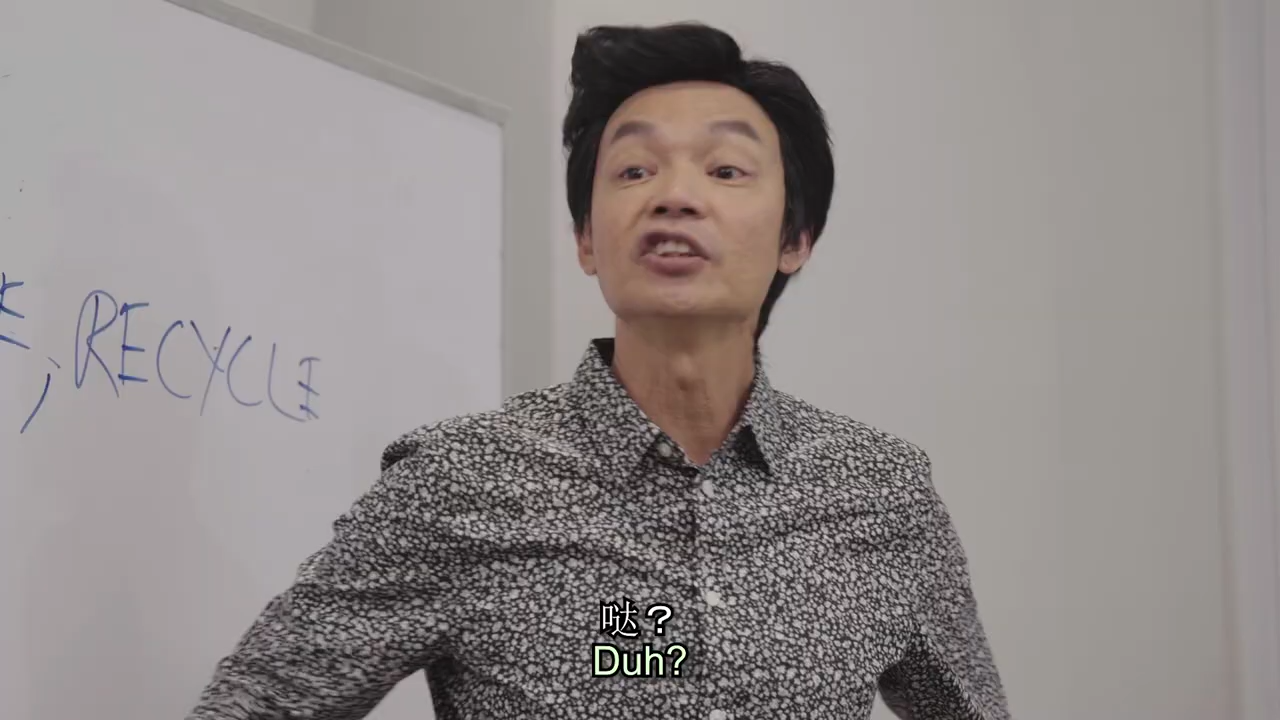 , RECYCLE
哒？
Duh?